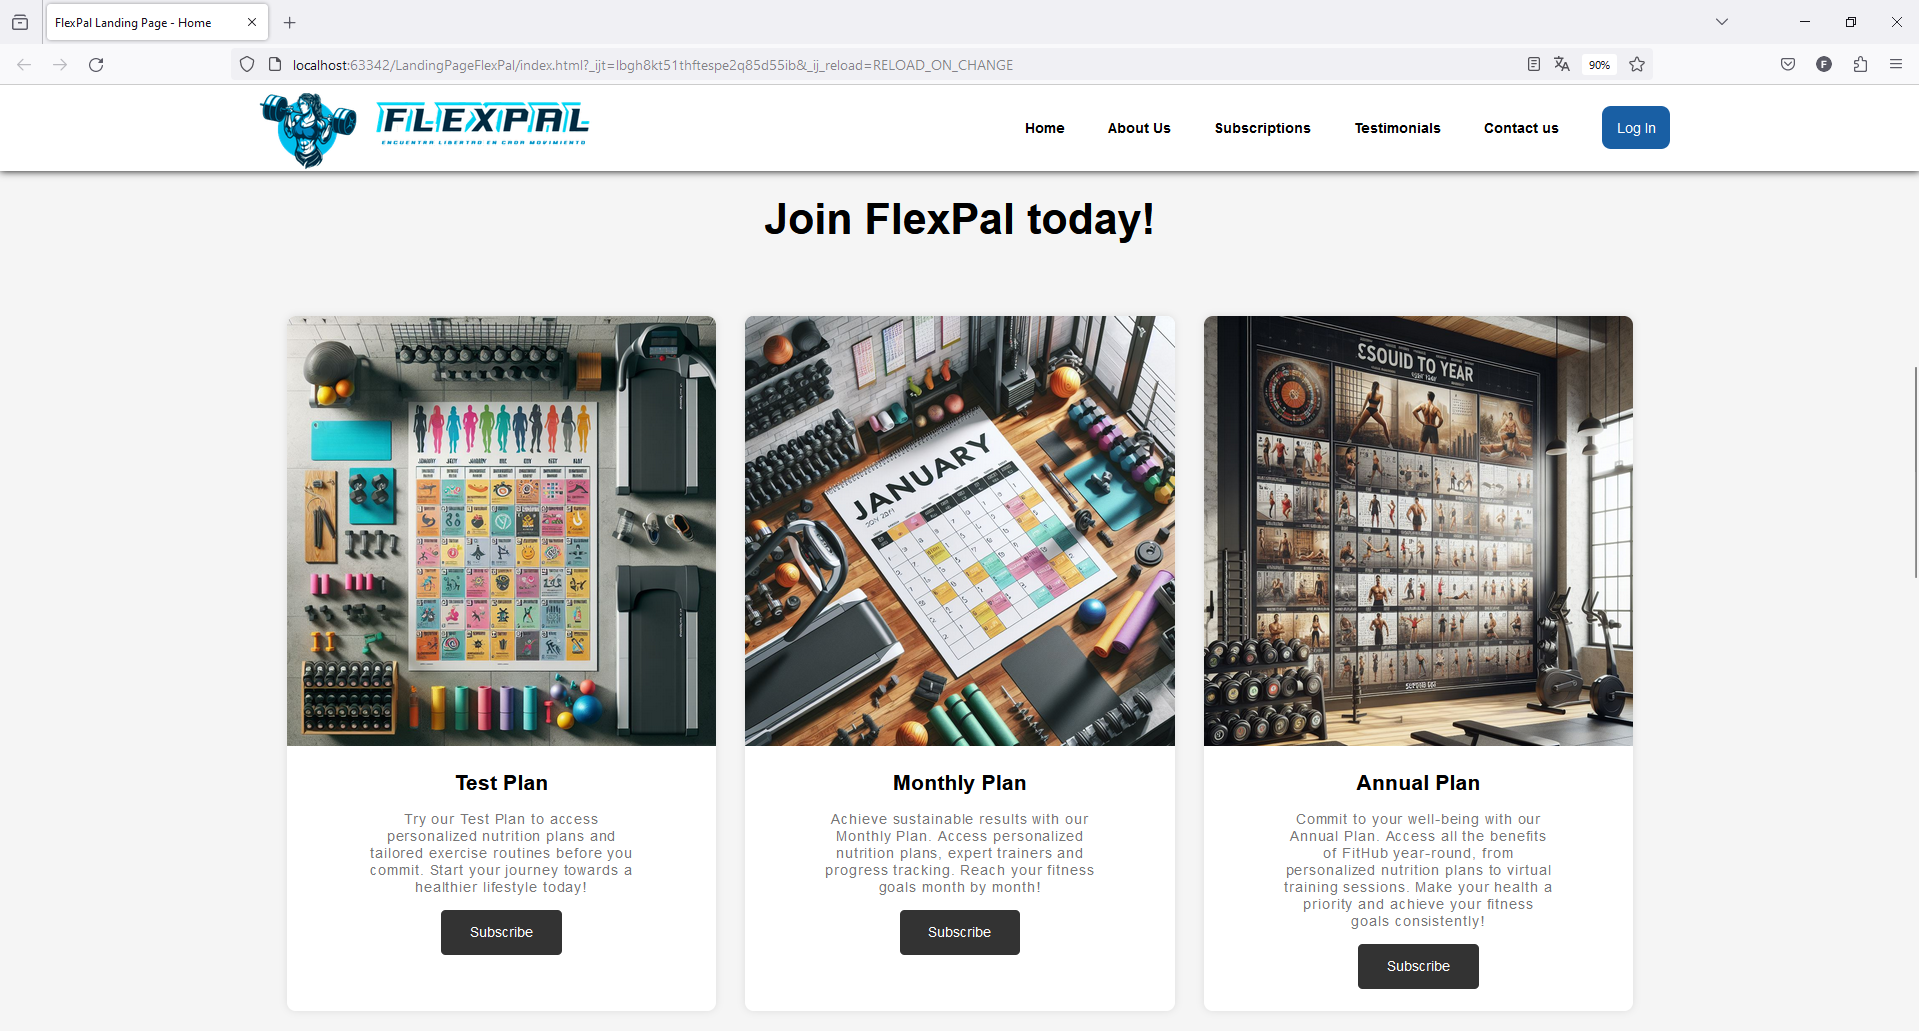 FlexPal Landing Page - Home
localhost:63342/LandingPageFlexPal/index.html?_ijt=lbgh8kt51thftespe2q85d55ib&_ij_reload=RELOAD_ON_CHANGE
90%
F
FLEXPAL
ENCUENTRA LIBERTAD EN CADA MOVIMIENTO
Home
About Us
Subscriptions
Testimonials
Contact us
Log In
Join FlexPal today!
JANUARY
SSOUID TO YEAR
Test Plan
Try our Test Plan to access
personalized nutrition plans and
tailored exercise routines before you
commit. Start your journey towards a
healthier lifestyle today!
Subscribe
Monthly Plan
Achieve sustainable results with our
Monthly Plan. Access personalized
nutrition plans, expert trainers and
progress tracking. Reach your fitness
goals month by month!
Subscribe
Annual Plan
Commit to your well-being with our
Annual Plan. Access all the benefits
of FitHub year-round, from
personalized nutrition plans to virtual
training sessions. Make your health a
priority and achieve your fitness
goals consistently!
Subscribe